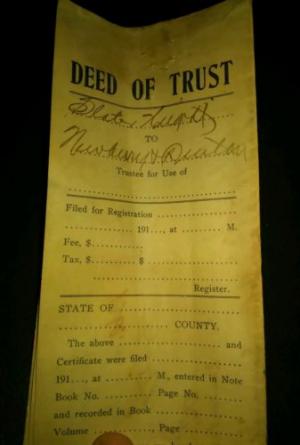 DEED OF TRUST
TO
Trustee for Use of
Filed for Registration
191..., at ........ M.
Fee, $
Tax, $ ........ $
Register.
STATE OF
COUNTY.
The above ........ and
Certificate were filed
191..., at ........ M., entered in Note
Book No. ........ Page No. ........
and recorded in Book
Volume ........, Page ........